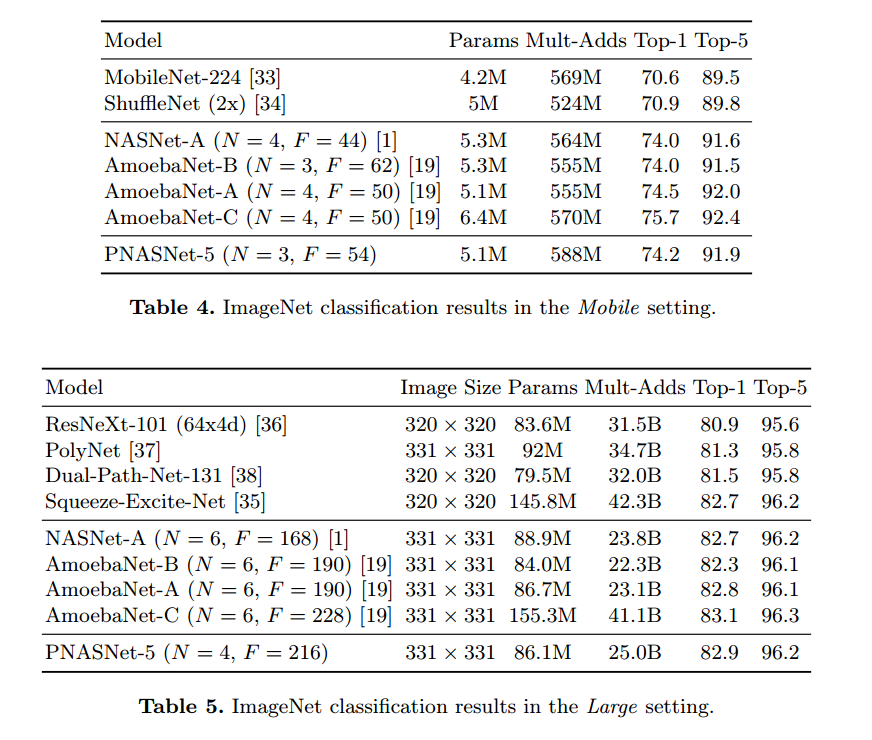 Model Params Mult-Adds Top-1 Top-5
MobileNet-224 [33] 4.2M 569M 70.6 89.5
ShuffleNet (2x) [34] 5M 524M 70.9 89.8
NASNet-A (N = 4, F = 44) [1] 5.3M 564M 74.0 91.6
AmoebaNet-B (N = 3, F = 62) [19] 5.3M 555M 74.0 91.5
AmoebaNet-A (N = 4, F = 50) [19] 5.1M 555M 74.5 92.0
AmoebaNet-C (N = 4, F = 50) [19] 6.4M 570M 75.7 92.4
PNASNet-5 (N = 3, F = 54) 5.1M 588M 74.2 91.9
Table 4. ImageNet classification results in the Mobile setting.
Model Image Size Params Mult-Adds Top-1 Top-5
ResNeXt-101 (64x4d) [36] 320 × 320 83.6M 31.5B 80.9 95.6
PolyNet [37] 331 × 331 92M 34.7B 81.3 95.8
Dual-Path-Net-131 [38] 320 × 320 79.5M 32.0B 81.5 95.8
Squeeze-Excite-Net [35] 320 × 320 145.8M 42.3B 82.7 96.2
NASNet-A (N = 6, F = 168) [1] 331 × 331 88.9M 23.8B 82.7 96.2
AmoebaNet-B (N = 6, F = 190) [19] 331 × 331 84.0M 22.3B 82.3 96.1
AmoebaNet-A (N = 6, F = 190) [19] 331 × 331 86.7M 23.1B 82.8 96.1
AmoebaNet-C (N = 6, F = 228) [19] 331 × 331 155.3M 41.1B 83.1 96.3
PNASNet-5 (N = 4, F = 216) 331 × 331 86.1M 25.0B 82.9 96.2
Table 5. ImageNet classification results in the Large setting.